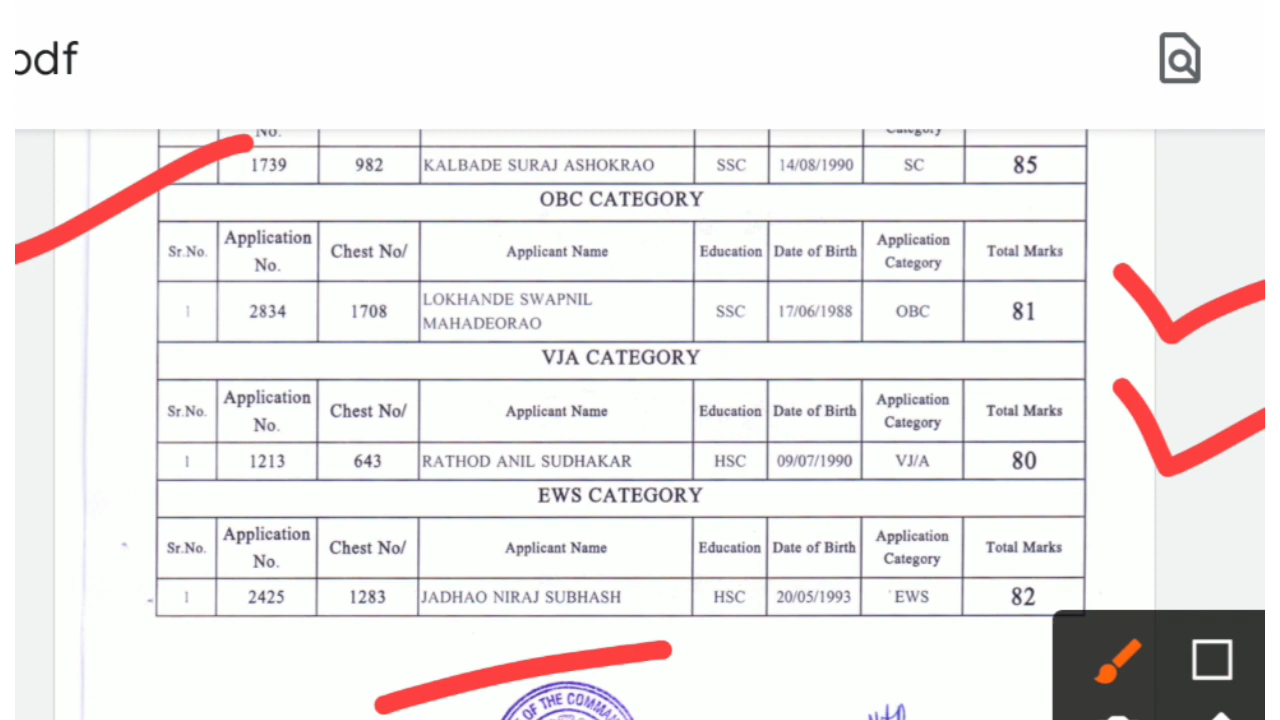 pdf
No.
Category
1739 982 KALBADE SURAJ ASHOKRAO SSC 14/08/1990 SC 85
OBC CATEGORY
Sr.No. Application No. Chest No/ Applicant Name Education Date of Birth Application Category Total Marks
1 2834 1708 LOKHANDE SWAPNIL MAHADEORAO SSC 17/06/1988 OBC 81
VJA CATEGORY
Sr.No. Application No. Chest No/ Applicant Name Education Date of Birth Application Category Total Marks
1 1213 643 RATHOD ANIL SUDHAKAR HSC 09/07/1990 VJ/A 80
EWS CATEGORY
Sr.No. Application No. Chest No/ Applicant Name Education Date of Birth Application Category Total Marks
1 2425 1283 JADHAO NIRAJ SUBHASH HSC 20/05/1993 EWS 82
OF THE